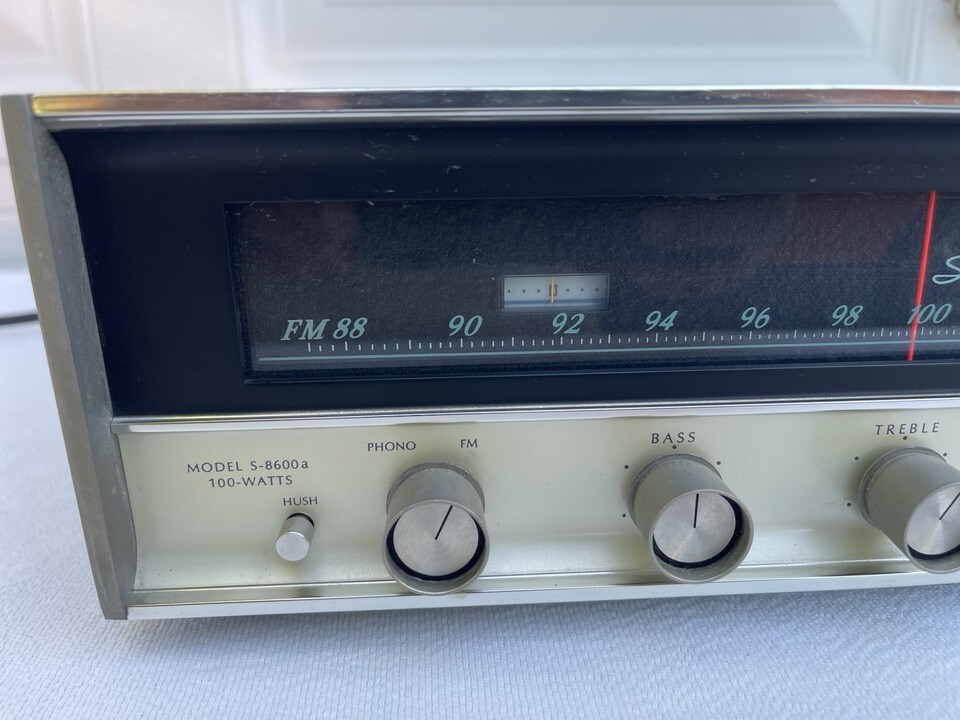 FM 88 90 92 94 96 98 100
PHONO FM BASS TREBLE
MODEL S-8600a
100-WATTS
HUSH